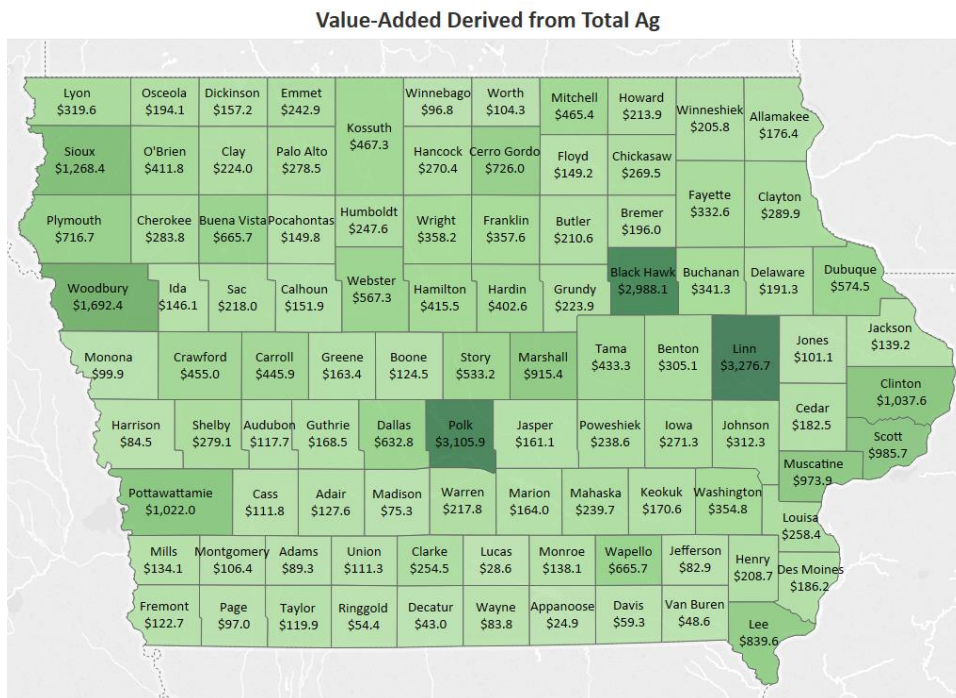 Value-Added Derived from Total Ag
Lyon
$319.6
Osceola
$194.1
Dickinson
$157.2
Emmet
$242.9
Kossuth
$467.3
Winnebago
$96.8
Worth
$104.3
Mitchell
$465.4
Howard
$213.9
Winneshiek
$205.8
Allamakee
$176.4
Sioux
$1,268.4
O'Brien
$411.8
Clay
$224.0
Palo Alto
$278.5
Hancock
$270.4
Cerro Gordo
$726.0
Floyd
$149.2
Chickasaw
$269.5
Fayette
$332.6
Clayton
$289.9
Plymouth
$716.7
Cherokee
$283.8
Buena Vista
$665.7
Pocahontas
$149.8
Humboldt
$247.6
Wright
$358.2
Franklin
$357.6
Butler
$210.6
Bremer
$196.0
Woodbury
$1,692.4
Ida
$146.1
Sac
$218.0
Calhoun
$151.9
Webster
$567.3
Hamilton
$415.5
Hardin
$402.6
Grundy
$223.9
Black Hawk
$2,988.1
Buchanan
$341.3
Delaware
$191.3
Dubuque
$574.5
Monona
$99.9
Crawford
$455.0
Carroll
$445.9
Greene
$163.4
Boone
$124.5
Story
$533.2
Marshall
$915.4
Tama
$433.3
Benton
$305.1
Linn
$3,276.7
Jones
$101.1
Jackson
$139.2
Clinton
$1,037.6
Harrison
$84.5
Shelby
$279.1
Audubon
$117.7
Guthrie
$168.5
Dallas
$632.8
Polk
$3,105.9
Jasper
$161.1
Poweshiek
$238.6
Iowa
$271.3
Johnson
$312.3
Cedar
$182.5
Scott
$985.7
Muscatine
$973.9
Pottawattamie
$1,022.0
Cass
$111.8
Adair
$127.6
Madison
$75.3
Warren
$217.8
Marion
$164.0
Mahaska
$239.7
Keokuk
$170.6
Washington
$354.8
Louisa
$258.4
Mills
$134.1
Montgomery
$106.4
Adams
$89.3
Union
$111.3
Clarke
$254.5
Lucas
$28.6
Monroe
$138.1
Wapello
$665.7
Jefferson
$82.9
Henry
$208.7
Des Moines
$186.2
Fremont
$122.7
Page
$97.0
Taylor
$119.9
Ringgold
$54.4
Decatur
$43.0
Wayne
$83.8
Appanoose
$24.9
Davis
$59.3
Van Buren
$48.6
Lee
$839.6